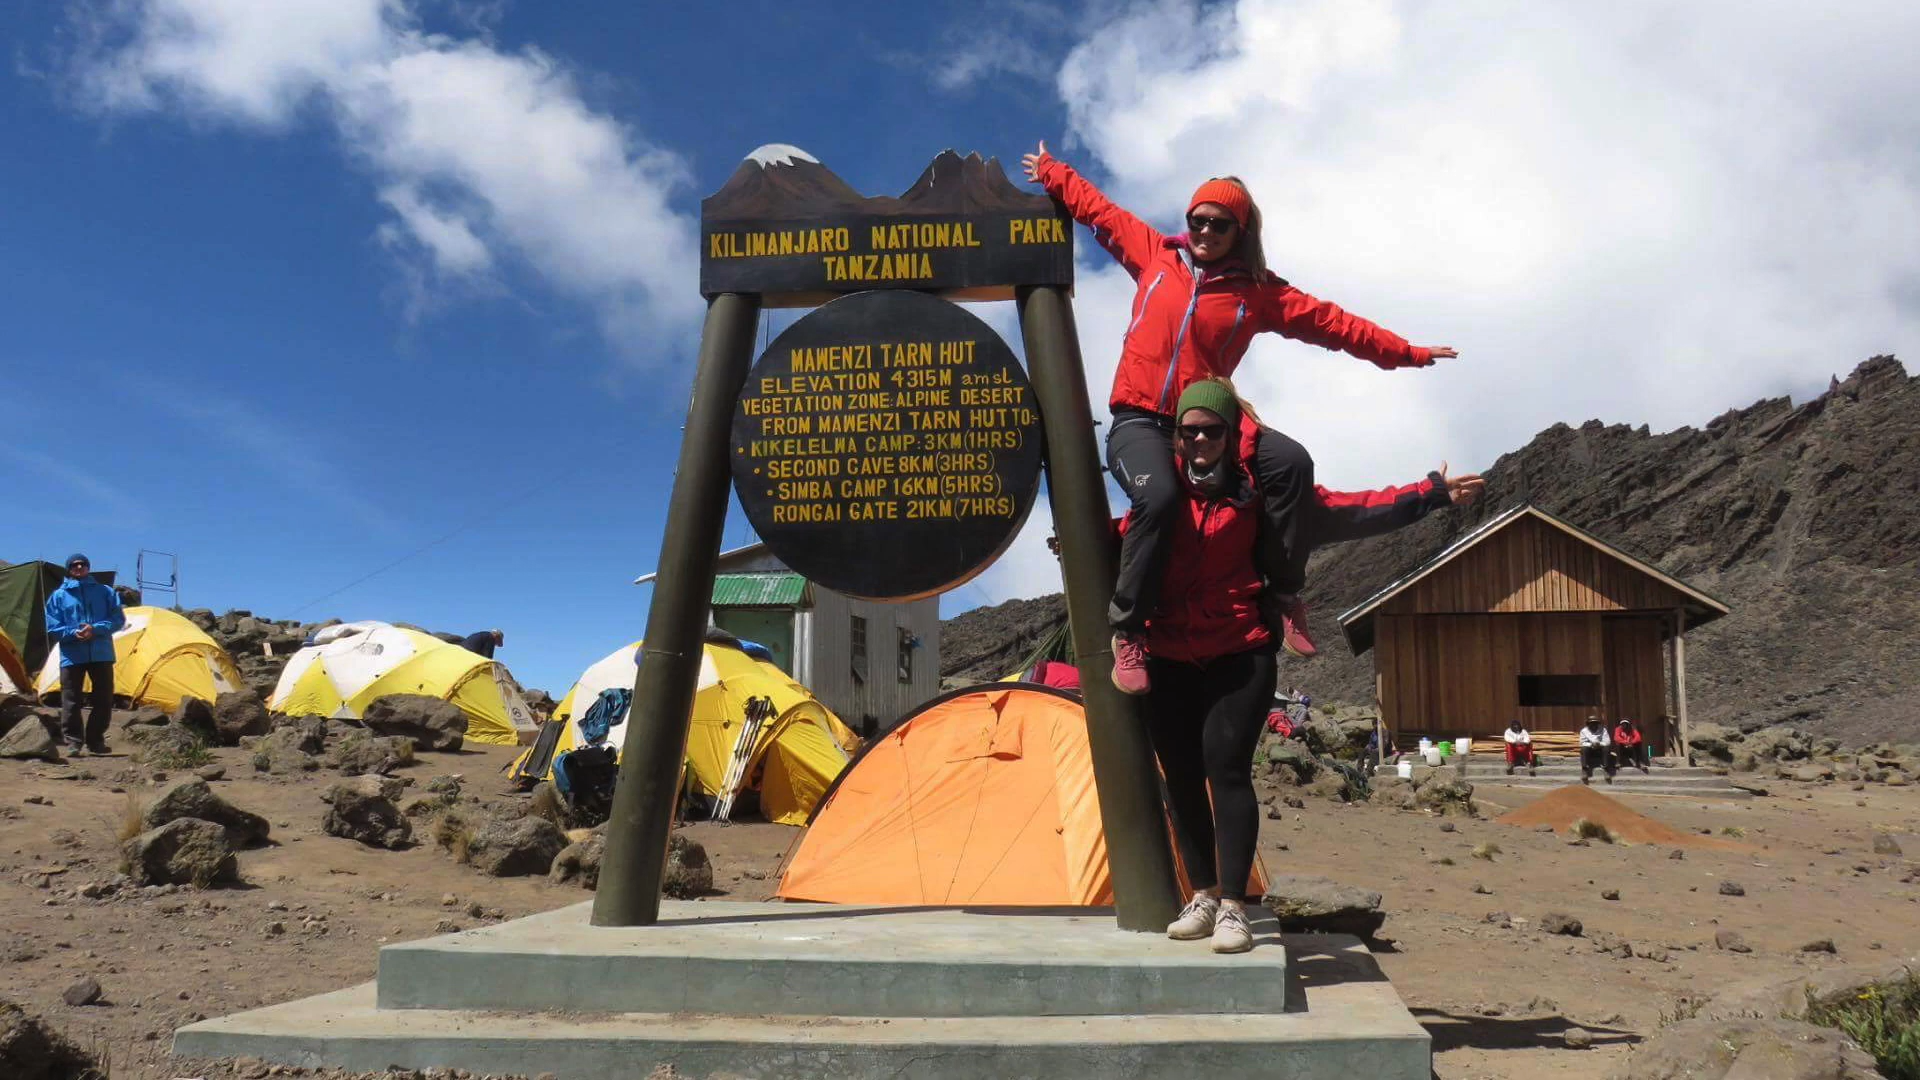 KILIMANJARO NATIONAL PARK
TANZANIA
MAWENZI TARN HUT
ELEVATION 4315M amsl
VEGETATION ZONE: ALPINE DESERT
FROM MAWENZI TARN HUT TO:-
• KIKELELWA CAMP: 3KM(1HRS)
• SECOND CAVE 8KM(3HRS)
• SIMBA CAMP 16KM(5HRS)
RONGAI GATE 21KM(7HRS)